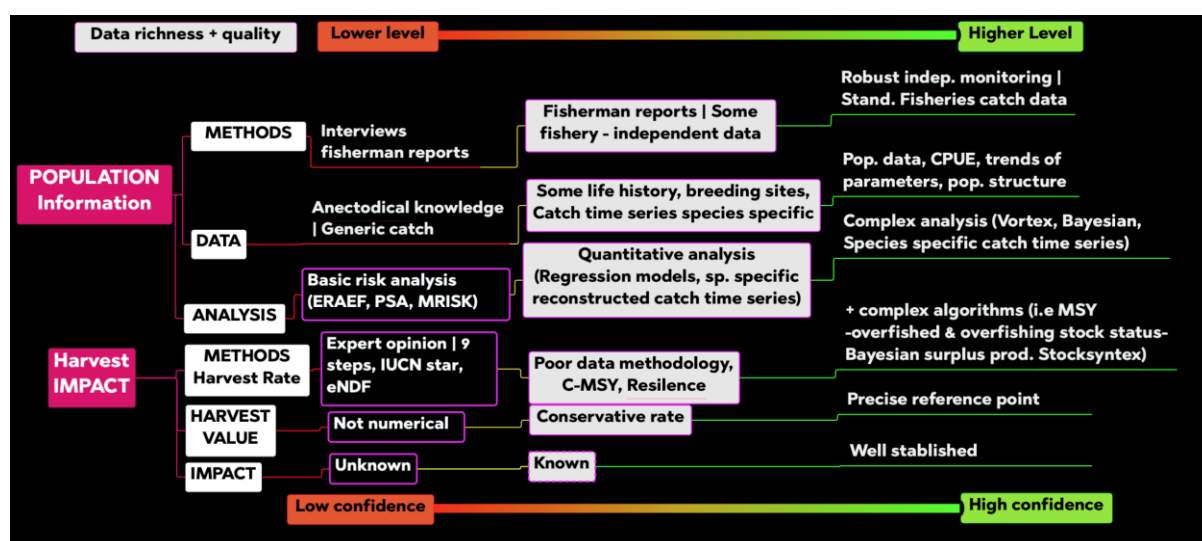 Data richness + quality
Lower level
Higher Level
POPULATION
Information
METHODS
Interviews
fisherman reports
Fisherman reports | Some
fishery - independent data
Robust indep. monitoring |
Stand. Fisheries catch data
DATA
Anectodical knowledge
| Generic catch
Some life history, breeding sites,
Catch time series species specific
Pop. data, CPUE, trends of
parameters, pop. structure
ANALYSIS
Basic risk analysis
(ERAEF, PSA, MRISK)
Quantitative analysis
(Regression models, sp. specific
reconstructed catch time series)
Complex analysis (Vortex, Bayesian,
Species specific catch time series)
Harvest
IMPACT
METHODS
Harvest Rate
Expert opinion | 9
steps, IUCN star,
eNDF
Poor data methodology,
C-MSY, Resilence
+ complex algorithms (i.e MSY
-overfished & overfishing stock status-
Bayesian surplus prod. Stocksyntex)
HARVEST
VALUE
Not numerical
Conservative rate
Precise reference point
IMPACT
Unknown
Known
Well stablished
Low confidence
High confidence